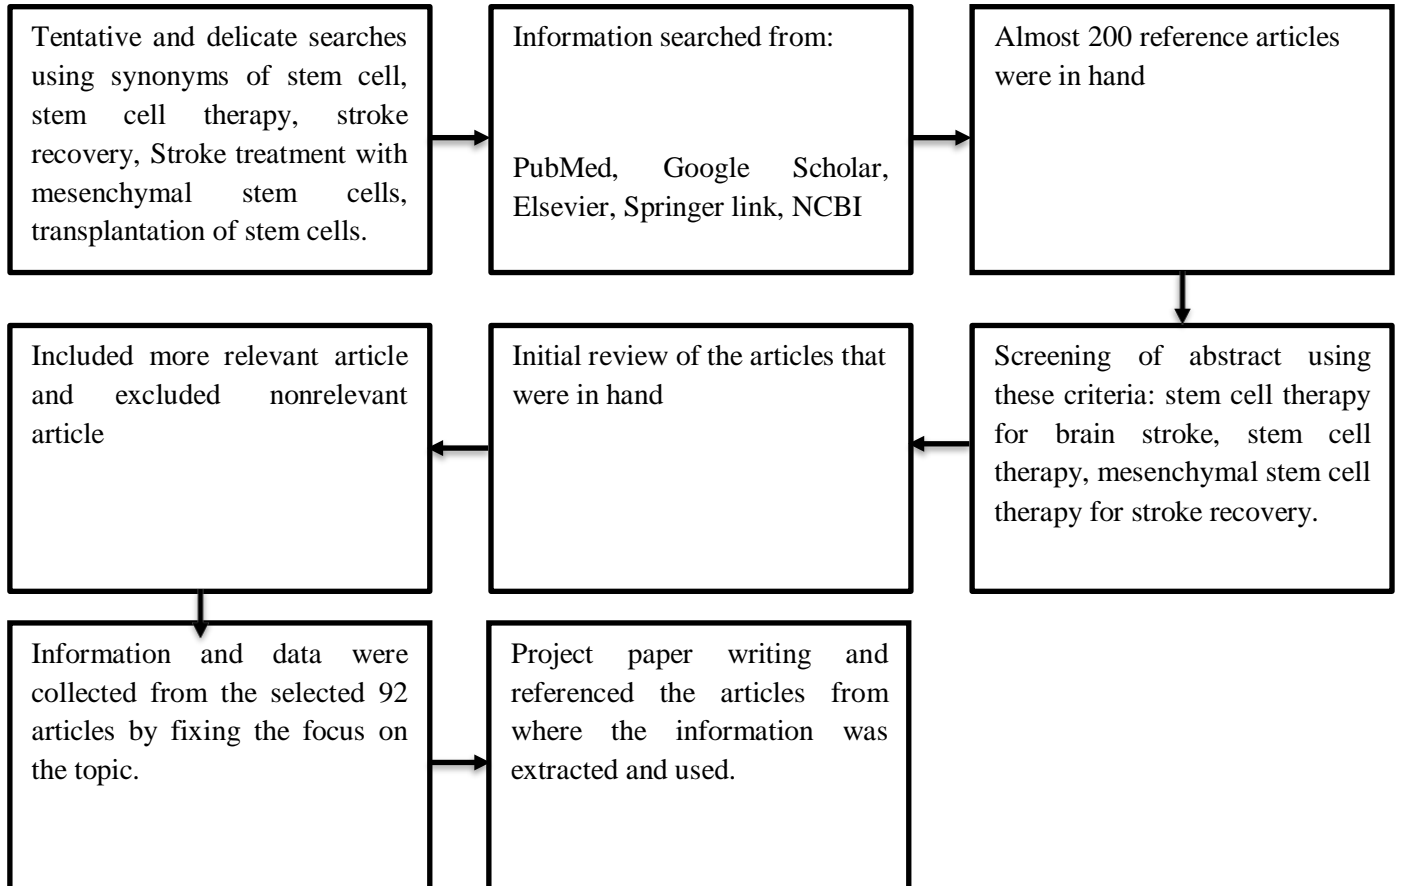 Tentative and delicate searches
using synonyms of stem cell,
stem cell therapy, stroke
recovery, Stroke treatment with
mesenchymal stem cells,
transplantation of stem cells.
Information searched from:
PubMed, Google Scholar,
Elsevier, Springer link, NCBI
Almost 200 reference articles
were in hand
Screening of abstract using
these criteria: stem cell therapy
for brain stroke, stem cell
therapy, mesenchymal stem cell
therapy for stroke recovery.
Initial review of the articles that
were in hand
Included more relevant article
and excluded nonrelevant
article
Information and data were
collected from the selected 92
articles by fixing the focus on
the topic.
Project paper writing and
referenced the articles from
where the information was
extracted and used.